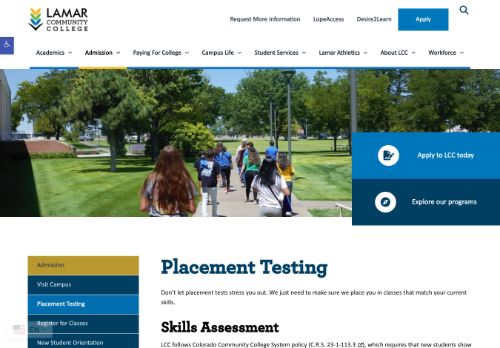 LAMAR
COMMUNITY
COLLEGE
Request More Information
LopeAccess
Desire2Learn
Apply
Academics
Admission
Paying For College
Campus Life
Student Services
Lamar Athletics
About LCC
Workforce
Apply to LCC today
Explore our programs
Admission
Visit Campus
Placement Testing
Register for Classes
New Student Orientation
EN
Placement Testing
Don't let placement tests stress you out. We just need to make sure we place you in classes that match your current
skills.
Skills Assessment
LCC follows Colorado Community College System policy (C.R.S. 23-1-113.3 which requires that new students show